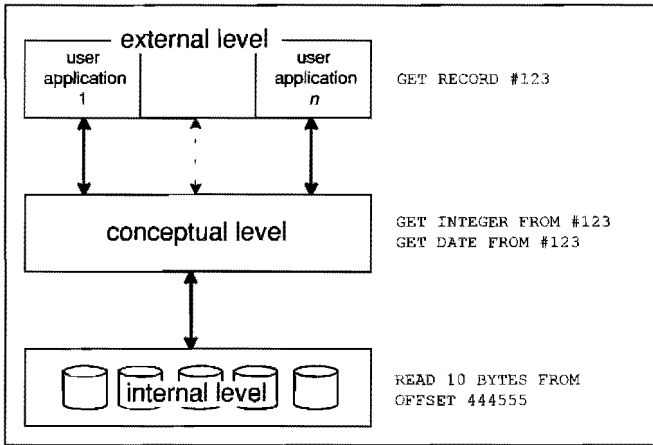 external level
user
application
1
user
application
n
GET RECORD #123
conceptual level
GET INTEGER FROM #123
GET DATE FROM #123
internal level
READ 10 BYTES FROM
OFFSET 444555